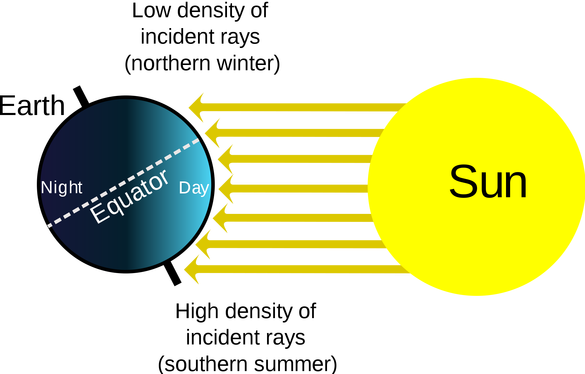 Low density of
incident rays
(northern winter)
Earth
Night
Equator
Day
Sun
High density of
incident rays
(southern summer)